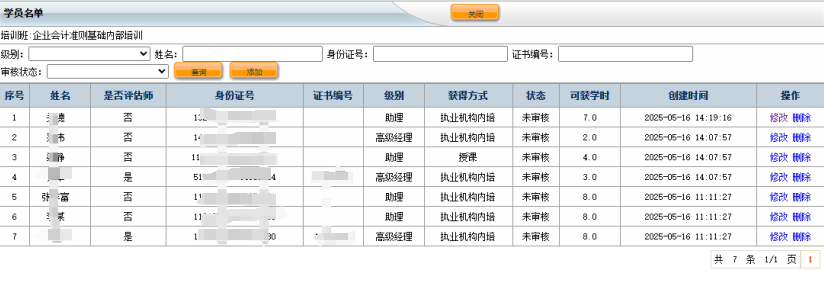 学员名单 关闭
培训班:企业会计准则基础内部培训
级别: 姓名: 身份证号: 证书编号:
审核状态: 查询 添加
序号 姓名 是否评估师 身份证号 证书编号 级别 获得方式 状态 可获学时 创建时间 操作
1 否 助理 执业机构内培 未审核 7.0 2025-05-16 14:19:16 修改 删除
2 否 高级经理 执业机构内培 未审核 2.0 2025-05-16 14:07:57 修改 删除
3 否 助理 授课 未审核 4.0 2025-05-16 14:07:57 修改 删除
4 是 高级经理 执业机构内培 未审核 3.0 2025-05-16 14:07:57 修改 删除
5 否 助理 执业机构内培 未审核 8.0 2025-05-16 11:11:27 修改 删除
6 否 助理 执业机构内培 未审核 8.0 2025-05-16 11:11:27 修改 删除
7 是 高级经理 执业机构内培 未审核 8.0 2025-05-16 11:11:27 修改 删除
共 7 条 1/1 页 1